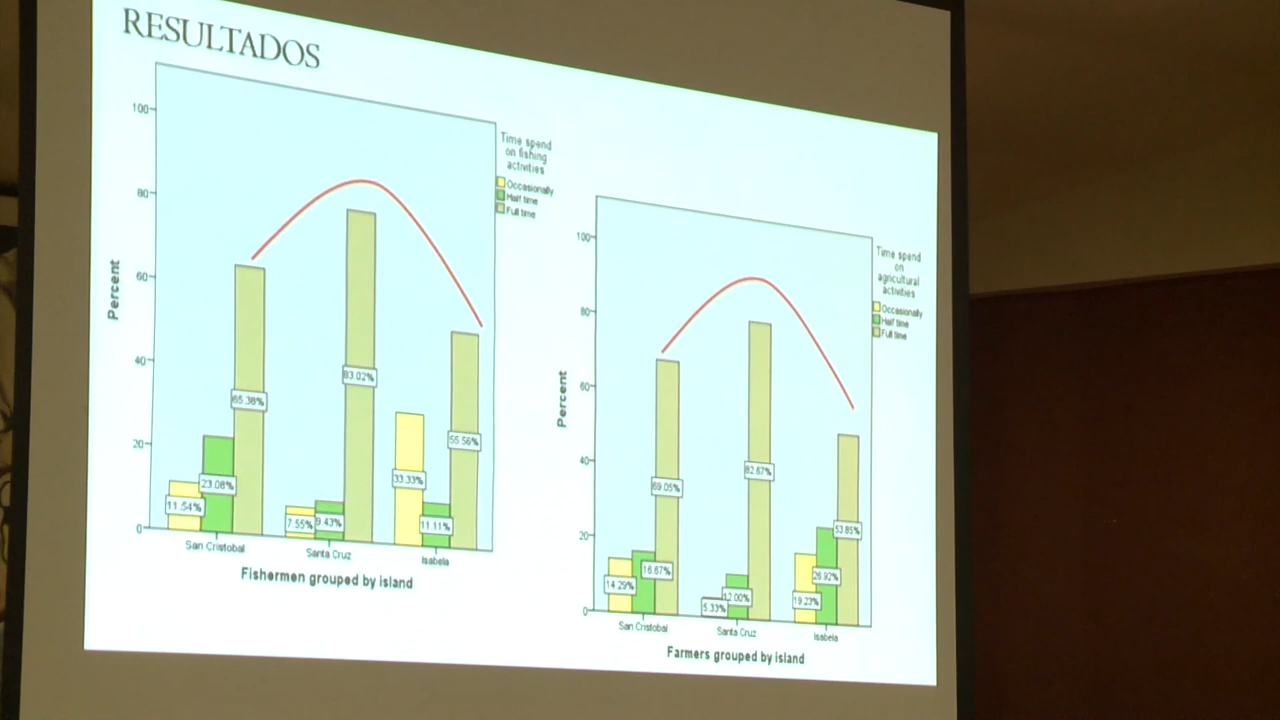 RESULTADOS
100
80
60
40
20
0
Percent
65.38%
83.02%
55.56%
33.33%
23.08%
11.54%
7.55%
9.43%
11.11%
San Cristobal
Santa Cruz
Isabela
Fishermen grouped by island
Time spend
on fishing
activities
Occasionally
Half time
Full time
100
80
60
40
20
0
Percent
69.05%
82.67%
53.85%
16.67%
14.29%
12.00%
5.33%
26.92%
19.23%
San Cristobal
Santa Cruz
Isabela
Farmers grouped by island
Time spend
on
agricultural
activities
Occasionally
Half time
Full time